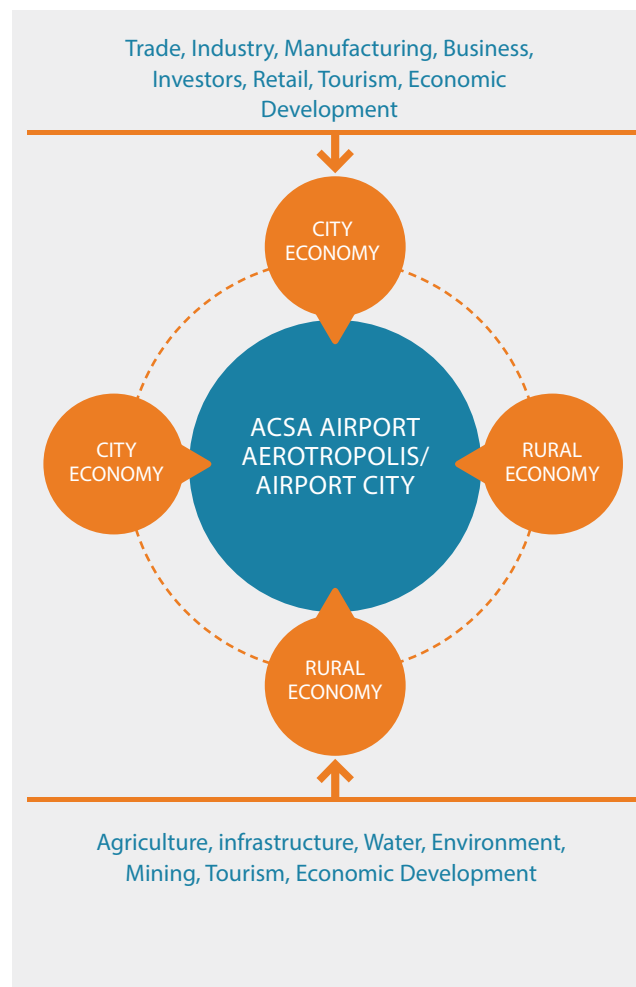 Trade, Industry, Manufacturing, Business,
Investors, Retail, Tourism, Economic
Development
CITY
ECONOMY
CITY
ECONOMY
ACSA AIRPORT
AEROTROPOLIS/
AIRPORT CITY
RURAL
ECONOMY
RURAL
ECONOMY
Agriculture, infrastructure, Water, Environment,
Mining, Tourism, Economic Development